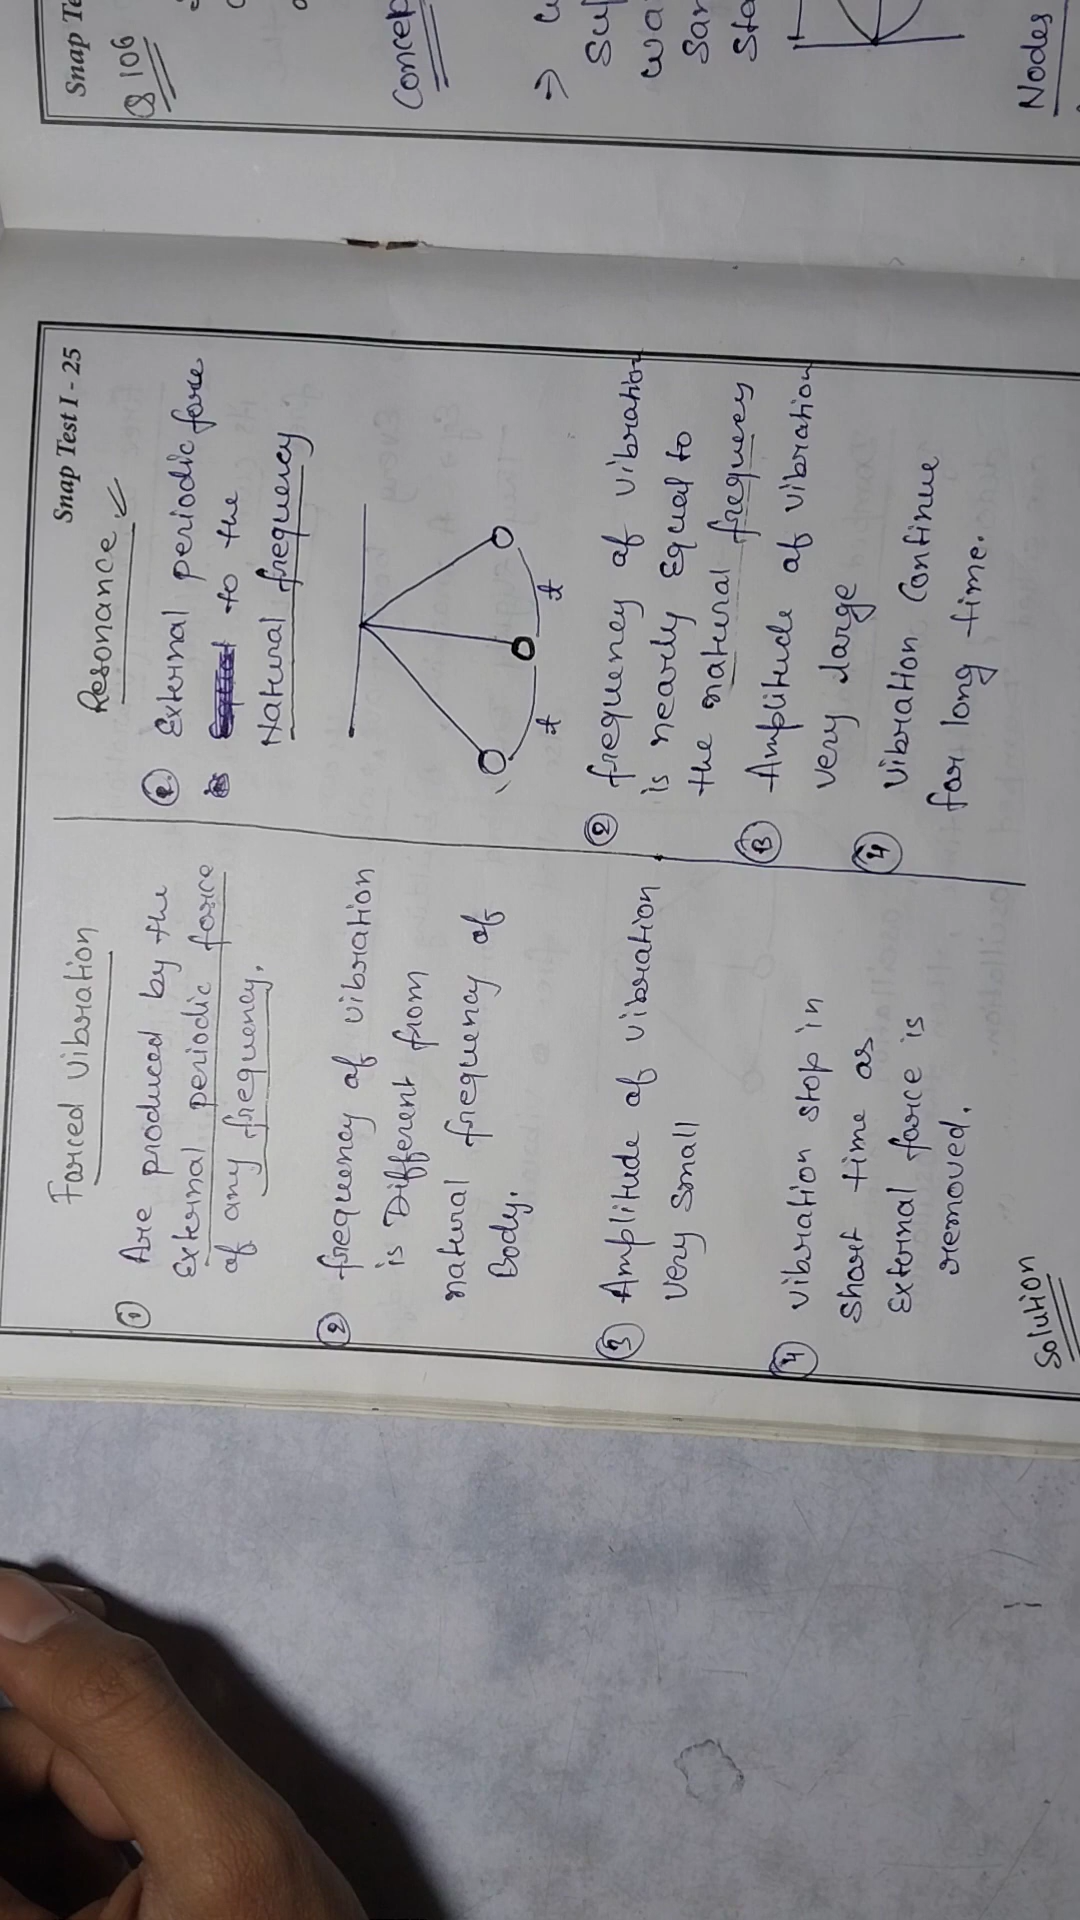 Snap Test I - 25
Forced vibration
① Are produced by the
External periodic force
of any frequency.
② frequency of vibration
is Different from
natural frequency of
Body.
③ Amplitude of vibration
very small
④ vibration stop in
short time as
External force is
removed.
Solution
Resonance
External periodic force
to the
Natural frequency
t t
② frequency of vibration
is nearly Equal to
the natural frequency
③ Amplitude of vibration
very large
④ vibration Continue
for long time.
Snap Te
Q 106
Concep
⇒
Su
wa
San
Sta
Nodes